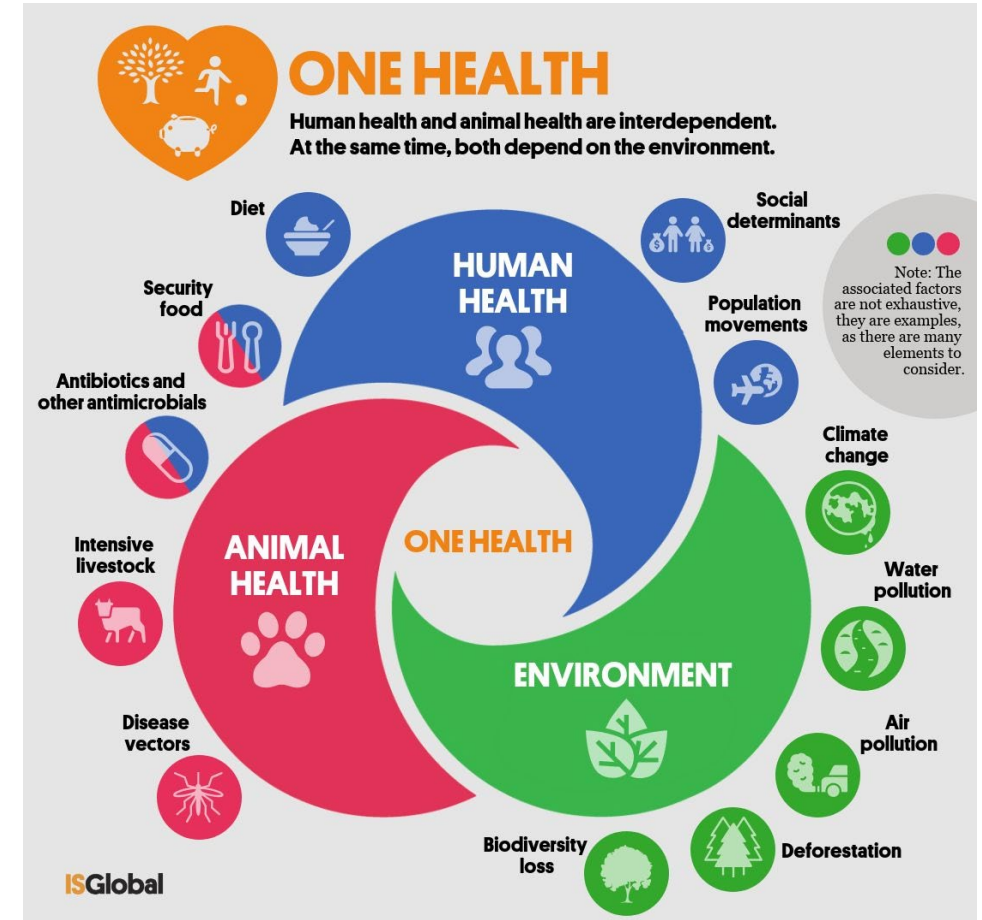 ONE HEALTH
Human health and animal health are interdependent.
At the same time, both depend on the environment.
Diet
Social
determinants
HUMAN
HEALTH
Note: The
associated factors
are not exhaustive,
they are examples,
as there are many
elements to
consider.
Security
food
Population
movements
Antibiotics and
other antimicrobials
Climate
change
ONE HEALTH
Intensive
livestock
ANIMAL
HEALTH
Water
pollution
ENVIRONMENT
Disease
vectors
Air
pollution
Biodiversity
loss
Deforestation
ISGlobal